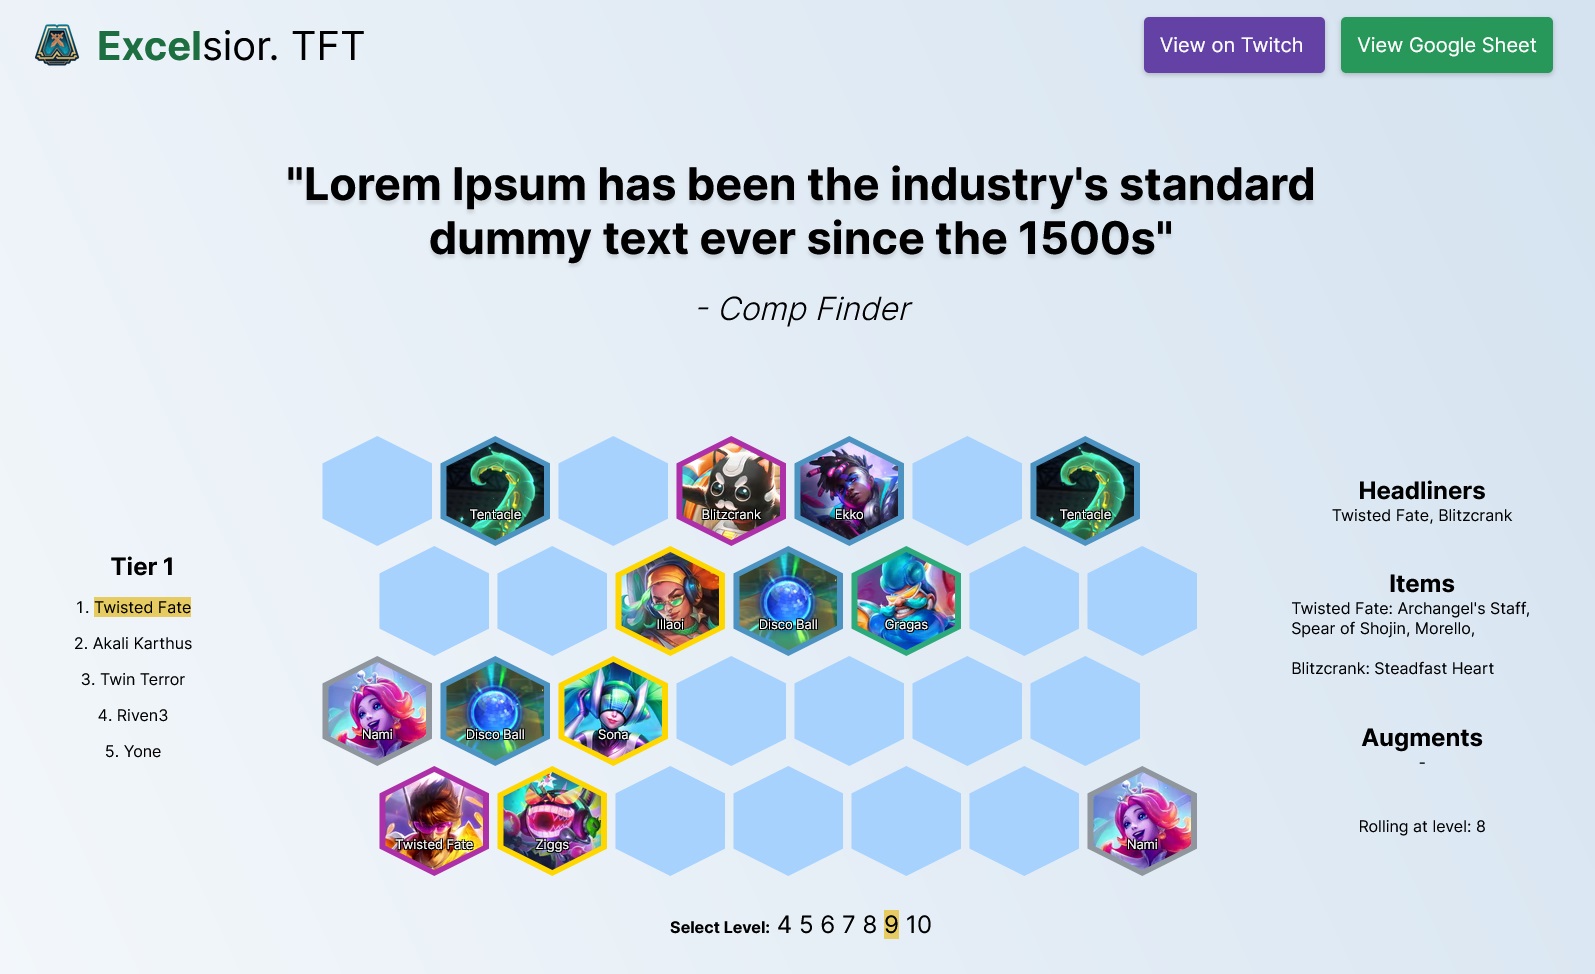 Excelsior. TFT
View on Twitch
View Google Sheet
"Lorem Ipsum has been the industry's standard
dummy text ever since the 1500s"
- Comp Finder
Tier 1
1. Twisted Fate
2. Akali Karthus
3. Twin Terror
4. Riven3
5. Yone
Tentacle
Blitzcrank
Ekko
Tentacle
Illaoi
Disco Ball
Gragas
Nami
Disco Ball
Sona
Twisted Fate
Ziggs
Nami
Headliners
Twisted Fate, Blitzcrank
Items
Twisted Fate: Archangel's Staff,
Spear of Shojin, Morello,
Blitzcrank: Steadfast Heart
Augments
-
Rolling at level: 8
Select Level: 4 5 6 7 8 9 10